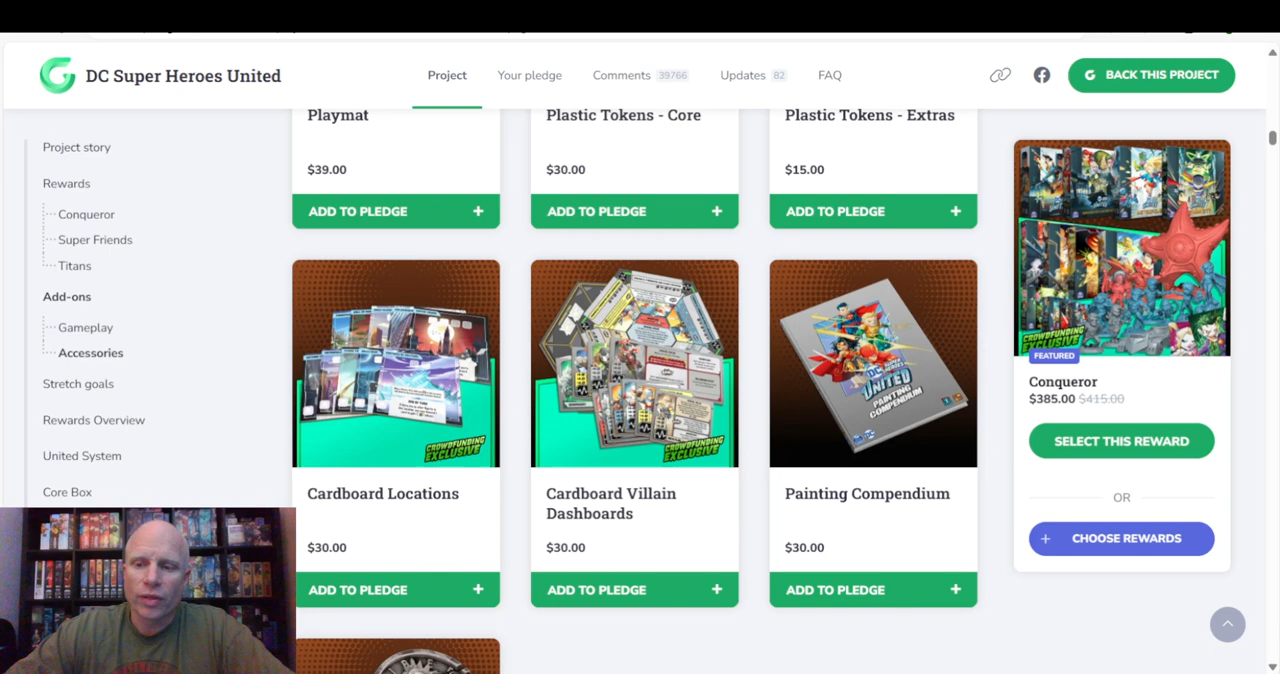 DC Super Heroes United
Project
Your pledge
Comments 39766
Updates 82
FAQ
BACK THIS PROJECT
Project story
Rewards
Conqueror
Super Friends
Titans
Add-ons
Gameplay
Accessories
Stretch goals
Rewards Overview
United System
Core Box
Playmat
$39.00
ADD TO PLEDGE +
Plastic Tokens - Core
$30.00
ADD TO PLEDGE +
Plastic Tokens - Extras
$15.00
ADD TO PLEDGE +
CROWDFUNDING
EXCLUSIVE
Cardboard Locations
$30.00
ADD TO PLEDGE +
CROWDFUNDING
EXCLUSIVE
Cardboard Villain
Dashboards
$30.00
ADD TO PLEDGE +
DC SUPER HEROES
UNITED
PAINTING
COMPENDIUM
Painting Compendium
$30.00
ADD TO PLEDGE +
CROWDFUNDING
EXCLUSIVE
FEATURED
Conqueror
$385.00 $415.00
SELECT THIS REWARD
OR
+ CHOOSE REWARDS